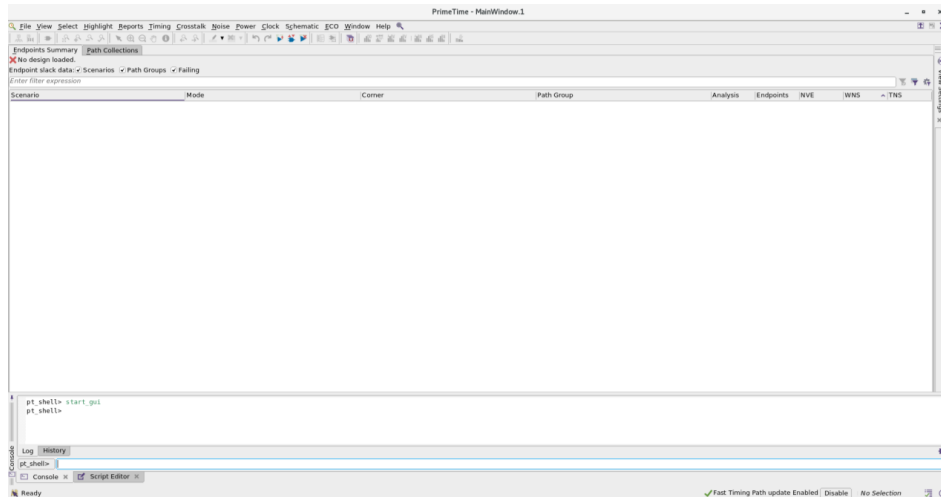 PrimeTime - MainWindow.1
File View Select Highlight Reports Timing Crosstalk Noise Power Clock Schematic ECO Window Help
Endpoints Summary Path Collections
No design loaded.
Endpoint slack data: Scenarios Path Groups Failing
Enter filter expression
Scenario Mode Corner Path Group Analysis Endpoints NVE WNS TNS
pt_shell> start_gui
pt_shell>
Log History
Console
pt_shell>
Console Script Editor
Ready Fast Timing Path update Enabled Disable No Selection